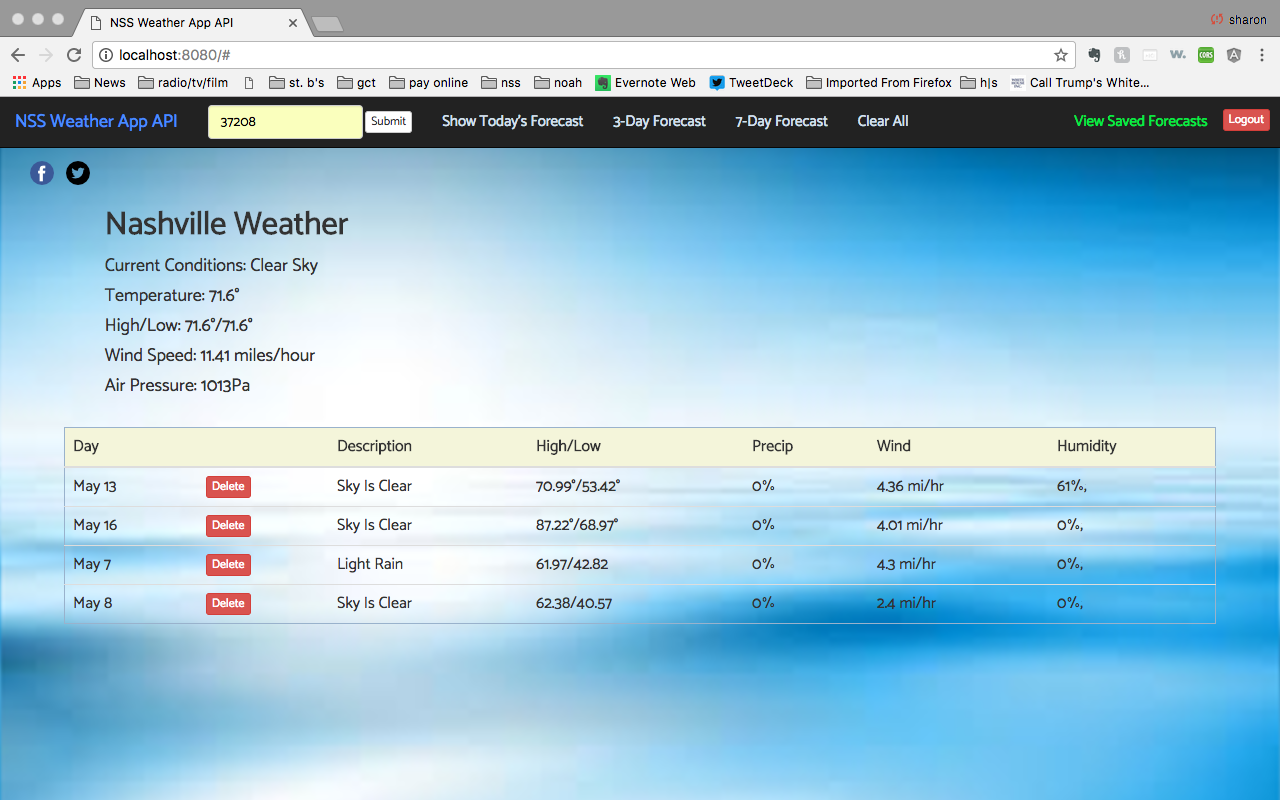 NSS Weather App API
sharon
localhost:8080/#
Apps News radio/tv/film st. b's gct pay online nss noah Evernote Web TweetDeck Imported From Firefox h|s Call Trump's White...
NSS Weather App API 37208 Submit Show Today's Forecast 3-Day Forecast 7-Day Forecast Clear All View Saved Forecasts Logout
Nashville Weather
Current Conditions: Clear Sky
Temperature: 71.6°
High/Low: 71.6°/71.6°
Wind Speed: 11.41 miles/hour
Air Pressure: 1013Pa
Day Description High/Low Precip Wind Humidity
May 13 Delete Sky Is Clear 70.99°/53.42° 0% 4.36 mi/hr 61%,
May 16 Delete Sky Is Clear 87.22°/68.97° 0% 4.01 mi/hr 0%,
May 7 Delete Light Rain 61.97/42.82 0% 4.3 mi/hr 0%,
May 8 Delete Sky Is Clear 62.38/40.57 0% 2.4 mi/hr 0%,